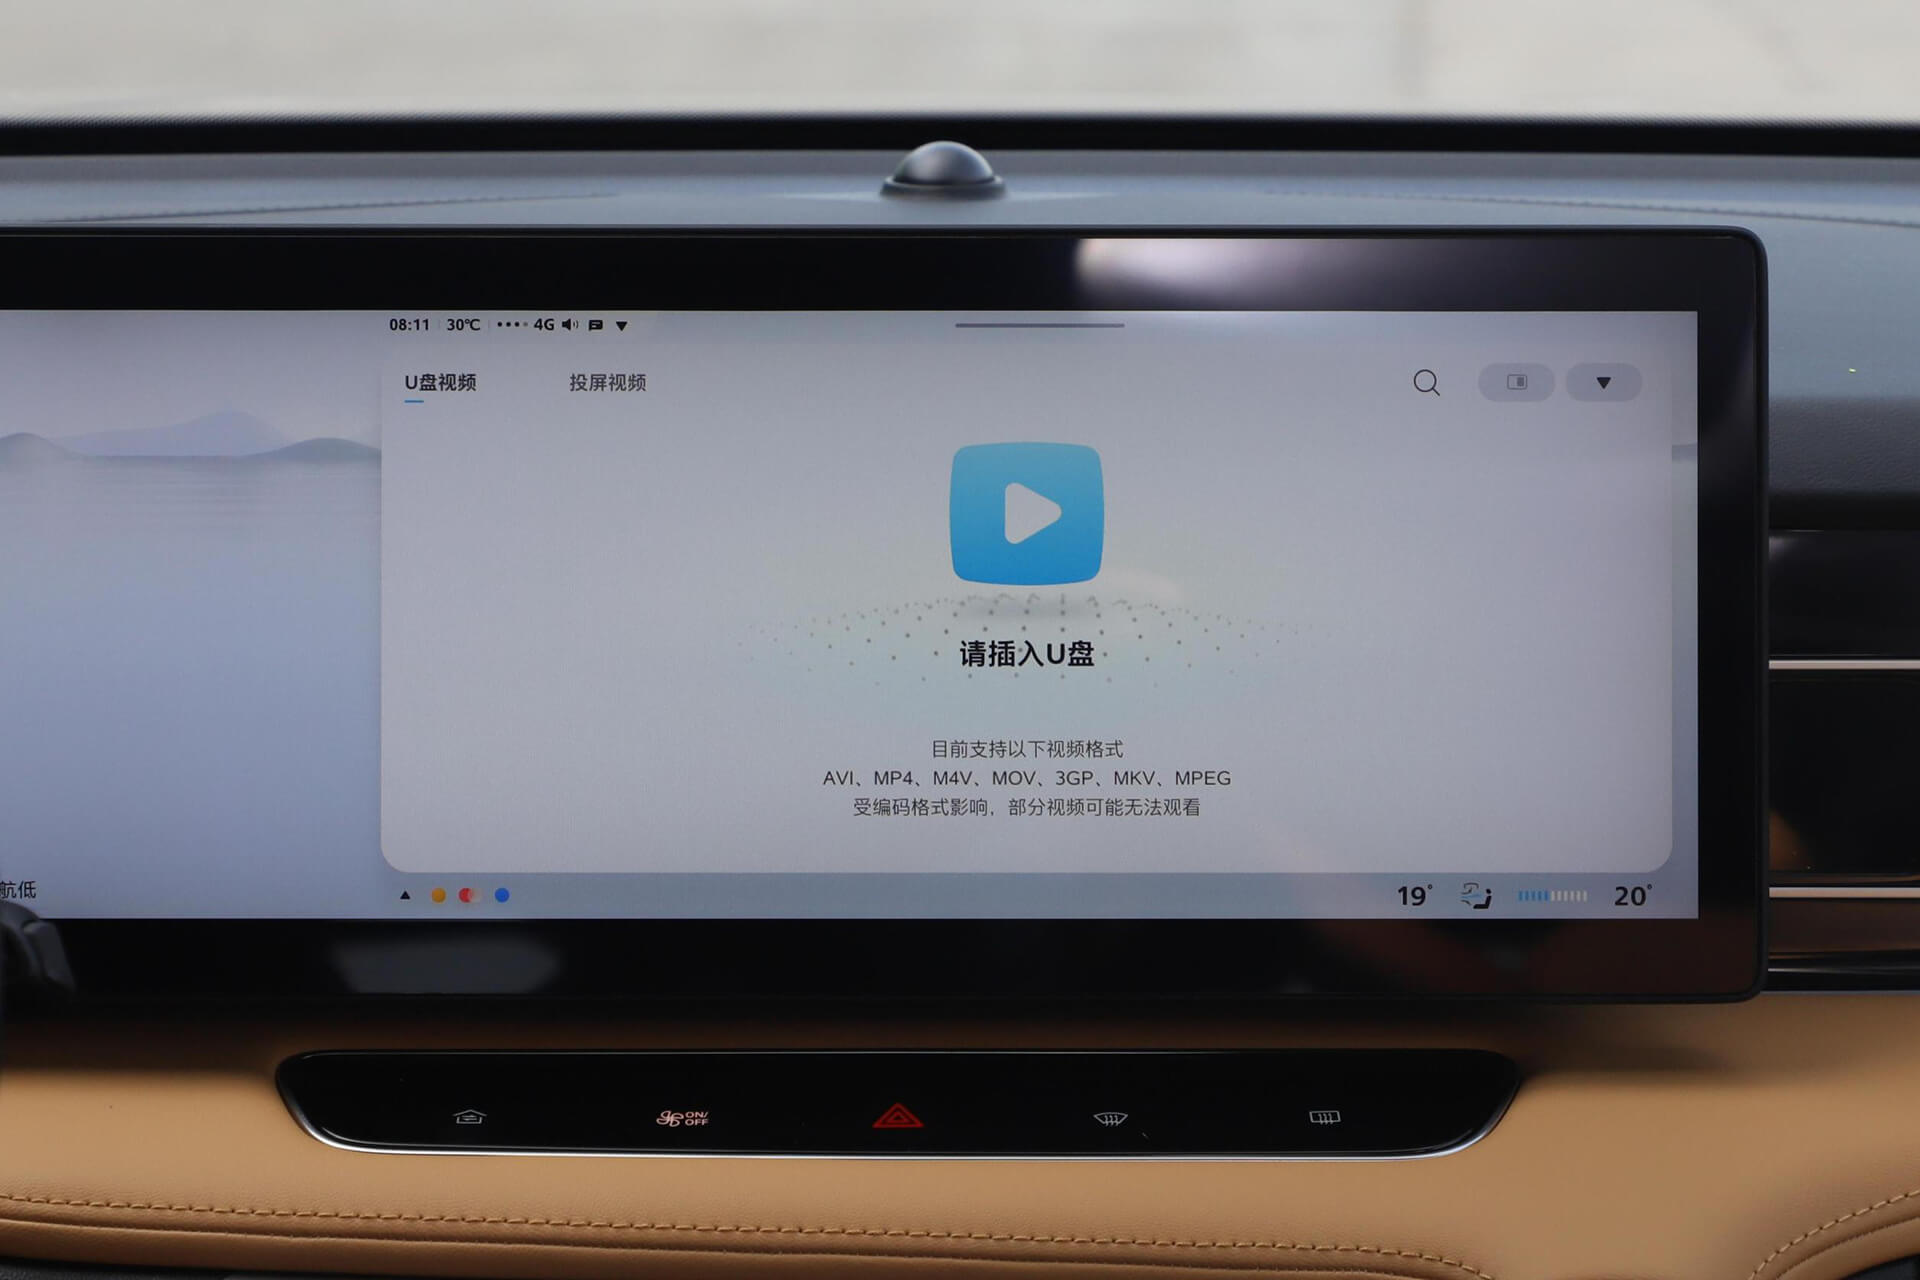 08:11 30℃ 4G
U盘视频 投屏视频
请插入U盘
目前支持以下视频格式
AVI、MP4、M4V、MOV、3GP、MKV、MPEG
受编码格式影响，部分视频可能无法观看
航低
19° 20°
ON/
OFF